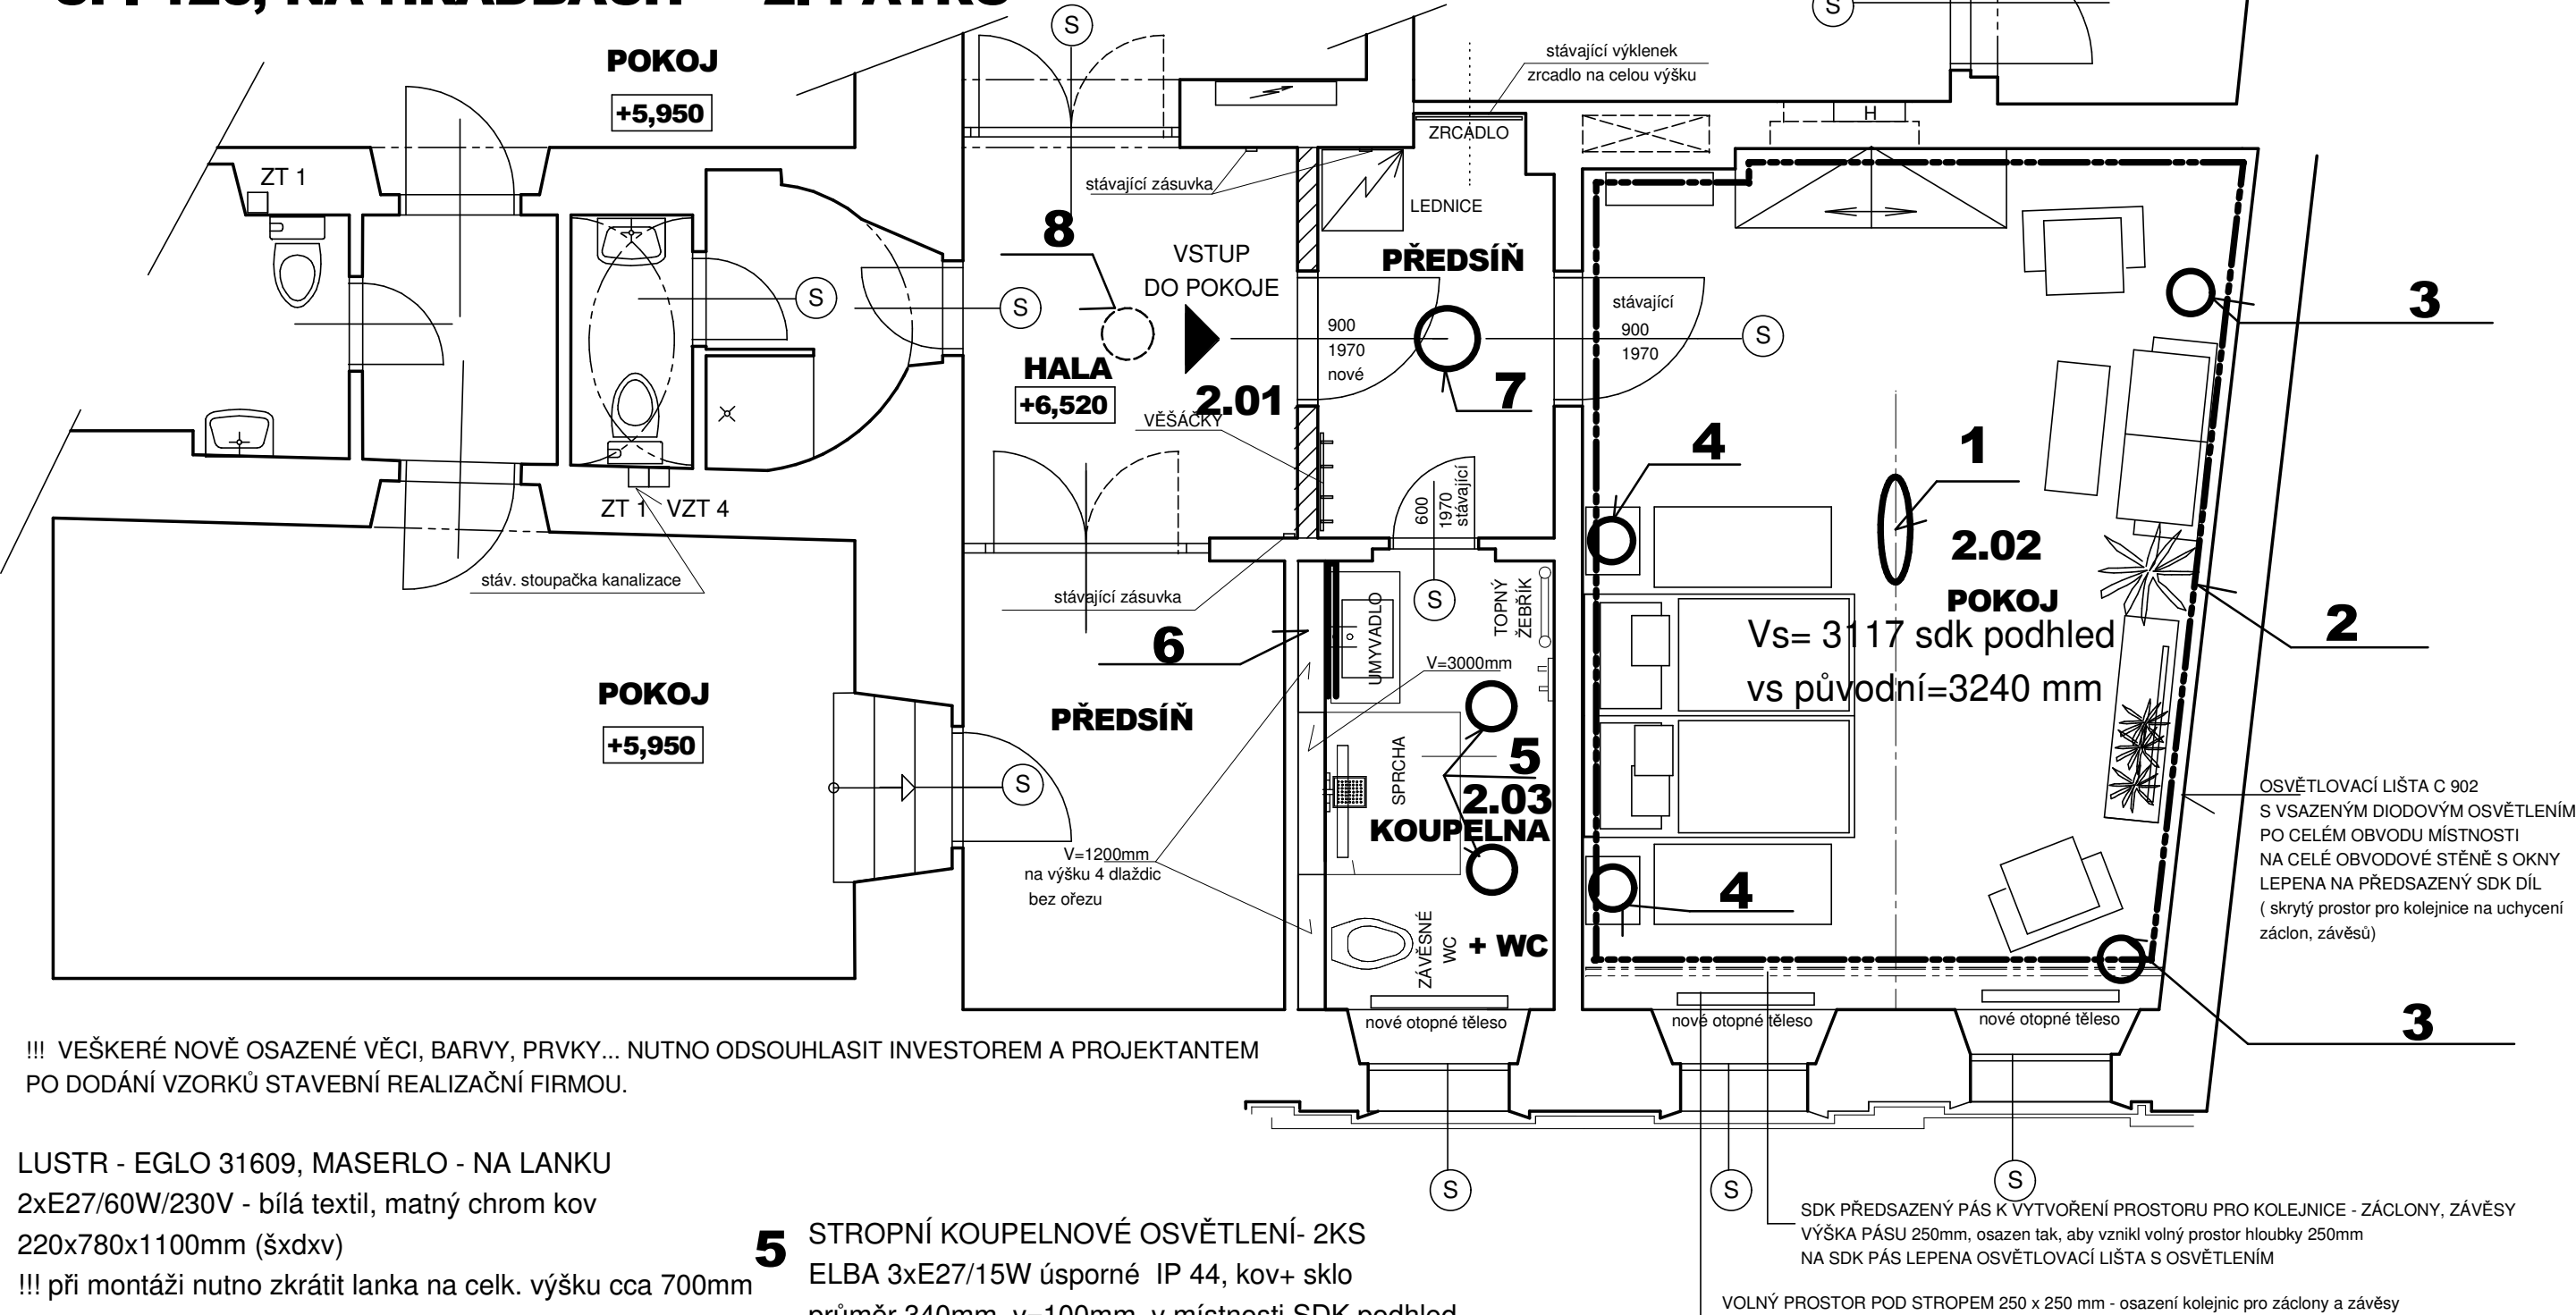 S
S
POKOJ
+5,950
stávající výklenek
zrcadlo na celou výšku
H
ZRCADLO
ZT 1
stávající zásuvka
LEDNICE
8
VSTUP
DO POKOJE
PŘEDSÍŇ
S
S
900
1970
nové
stávající
900
1970
S
3
HALA
+6,520
2.01
7
VĚŠÁČKY
4
1
600
1970
stávající
ZT 1
VZT 4
2.02
POKOJ
stáv. stoupačka kanalizace
stávající zásuvka
S
UMYVADLO
TOPNÝ
ŽEBŘÍK
Vs= 3117 sdk podhled
vs původní=3240 mm
2
6
V=3000mm
POKOJ
+5,950
PŘEDSÍŇ
S
SPRCHA
5
2.03
KOUPELNA
OSVĚTLOVACÍ LIŠTA C 902
S VSAZENÝM DIODOVÝM OSVĚTLENÍM
PO CELÉM OBVODU MÍSTNOSTI
NA CELÉ OBVODOVÉ STĚNĚ S OKNY
LEPENA NA PŘEDSAZENÝ SDK DÍL
( skrytý prostor pro kolejnice na uchycení
záclon, závěsů)
V=1200mm
na výšku 4 dlaždic
bez ořezu
4
ZÁVĚSNÉ
WC
+ WC
nové otopné těleso
nové otopné těleso
nové otopné těleso
3
!!! VEŠKERÉ NOVĚ OSAZENÉ VĚCI, BARVY, PRVKY... NUTNO ODSOUHLASIT INVESTOREM A PROJEKTANTEM
PO DODÁNÍ VZORKŮ STAVEBNÍ REALIZAČNÍ FIRMOU.
S
S
S
LUSTR - EGLO 31609, MASERLO - NA LANKU
2xE27/60W/230V - bílá textil, matný chrom kov
220x780x1100mm (šxdxv)
!!! při montáži nutno zkrátit lanka na celk. výšku cca 700mm
5
STROPNÍ KOUPELNOVÉ OSVĚTLENÍ- 2KS
ELBA 3xE27/15W úsporné IP 44, kov+ sklo
průměr 340mm, v=100mm, v místnosti SDK podhled
SDK PŘEDSAZENÝ PÁS K VYTVOŘENÍ PROSTORU PRO KOLEJNICE - ZÁCLONY, ZÁVĚSY
VÝŠKA PÁSU 250mm, osazen tak, aby vznikl volný prostor hloubky 250mm
NA SDK PÁS LEPENA OSVĚTLOVACÍ LIŠTA S OSVĚTLENÍM
VOLNÝ PROSTOR POD STROPEM 250 x 250 mm - osazení kolejnic pro záclony a závěsy